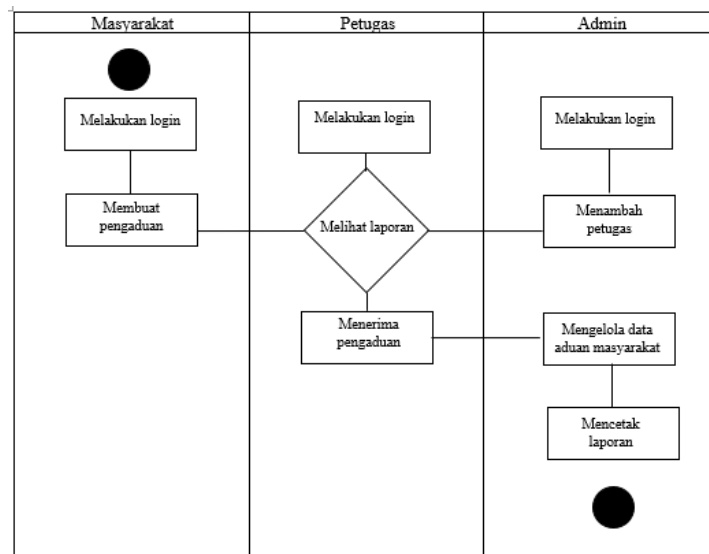 Masyarakat
Petugas
Admin
Melakukan login
Melakukan login
Melakukan login
Membuat
pengaduan
Melihat laporan
Menambah
petugas
Menerima
pengaduan
Mengelola data
aduan masyarakat
Mencetak
laporan